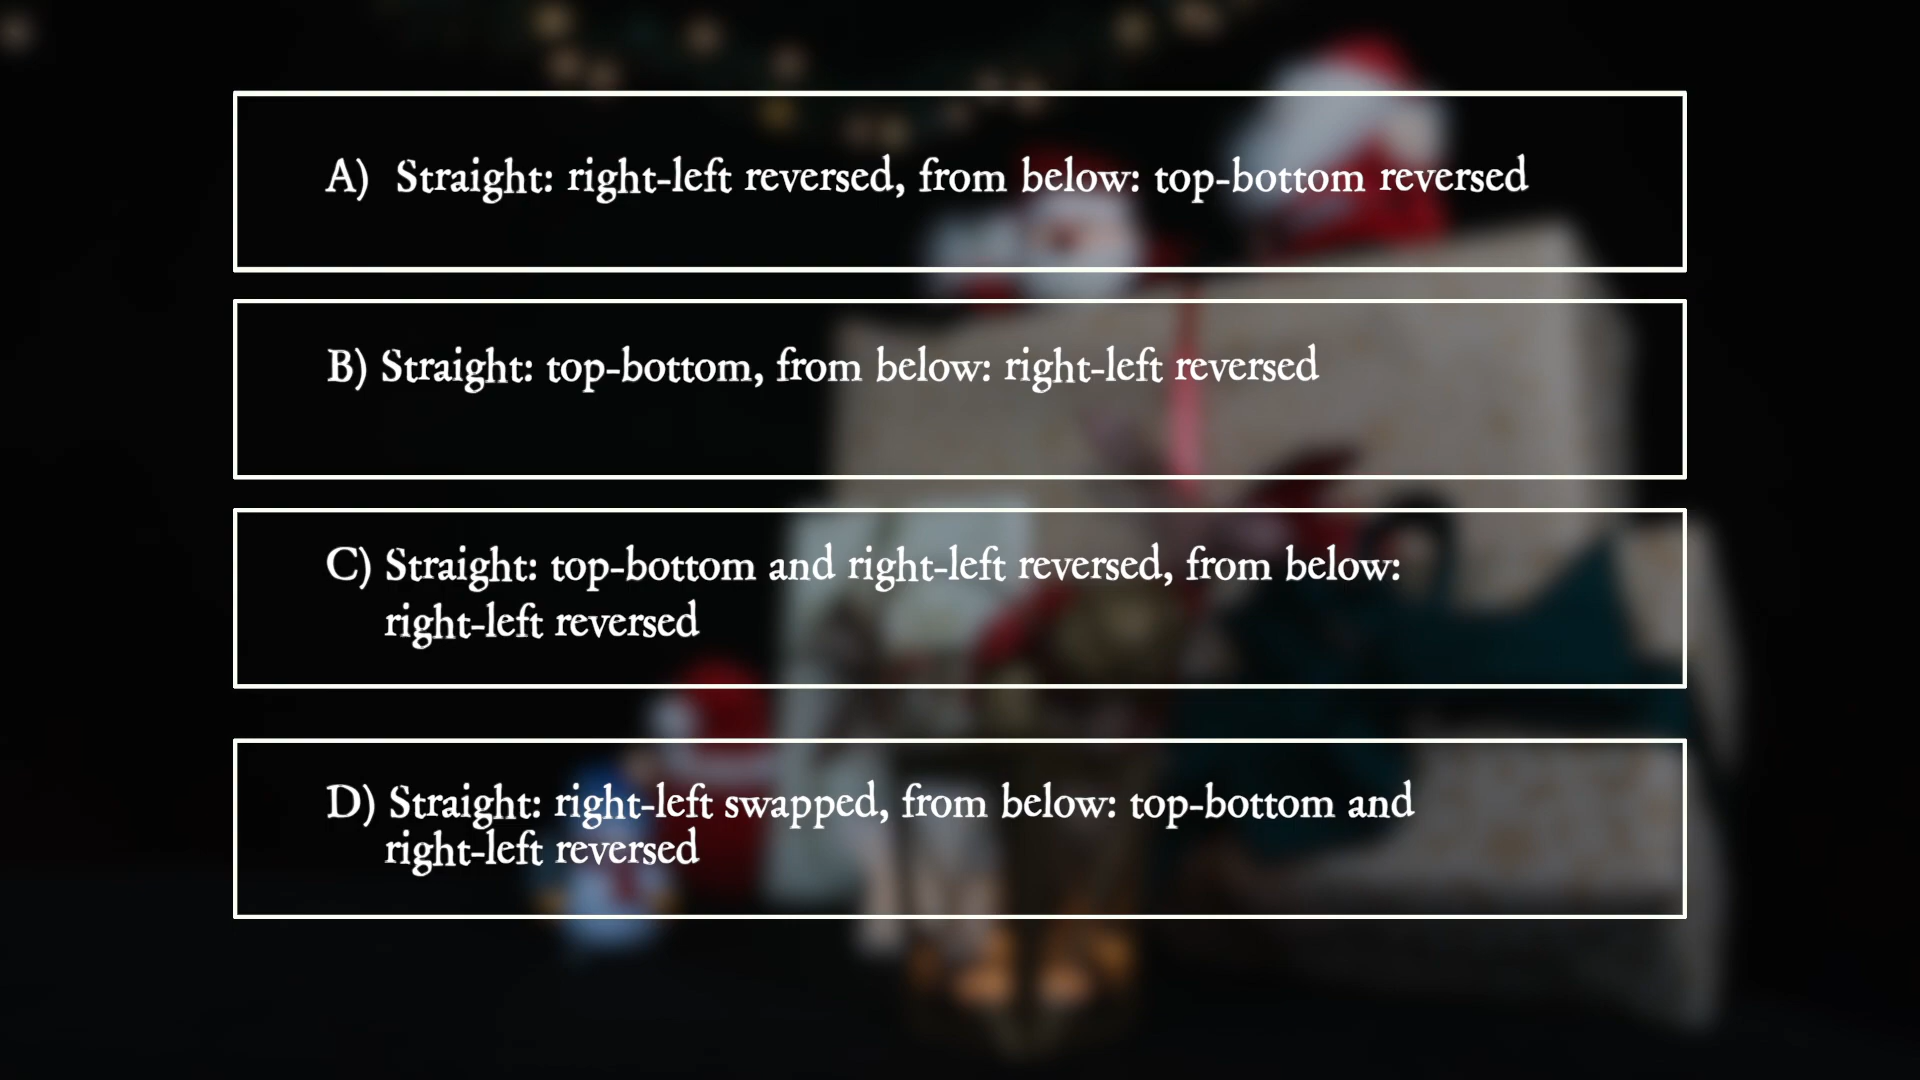 A) Straight: right-left reversed, from below: top-bottom reversed
B) Straight: top-bottom, from below: right-left reversed
C) Straight: top-bottom and right-left reversed, from below:
right-left reversed
D) Straight: right-left swapped, from below: top-bottom and
right-left reversed